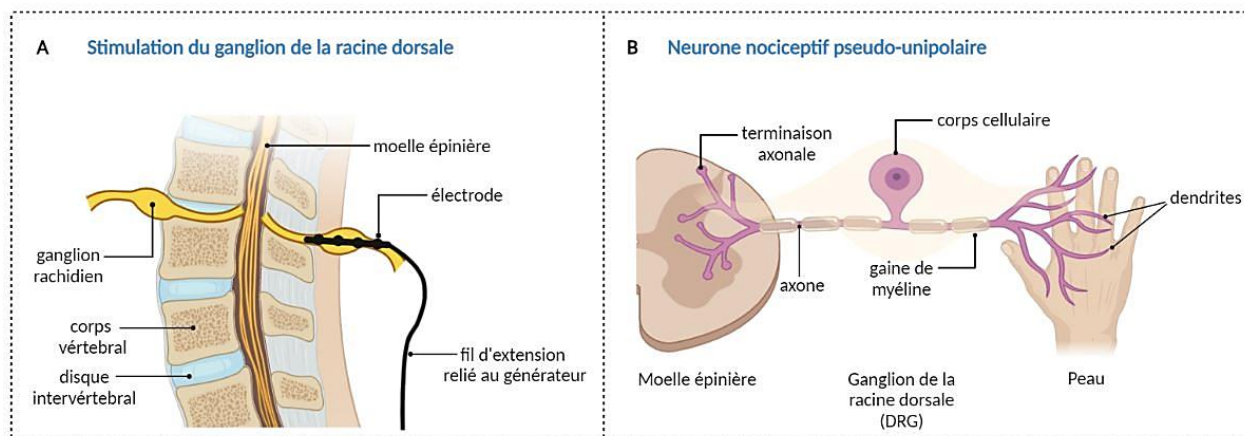 A Stimulation du ganglion de la racine dorsale
moelle épinière
électrode
ganglion
rachidien
corps
vértebral
disque
intervértebral
fil d'extension
relié au générateur
B Neurone nociceptif pseudo-unipolaire
corps cellulaire
terminaison
axonale
dendrites
gaine de
myéline
axone
Moelle épinière
Ganglion de la
racine dorsale
(DRG)
Peau